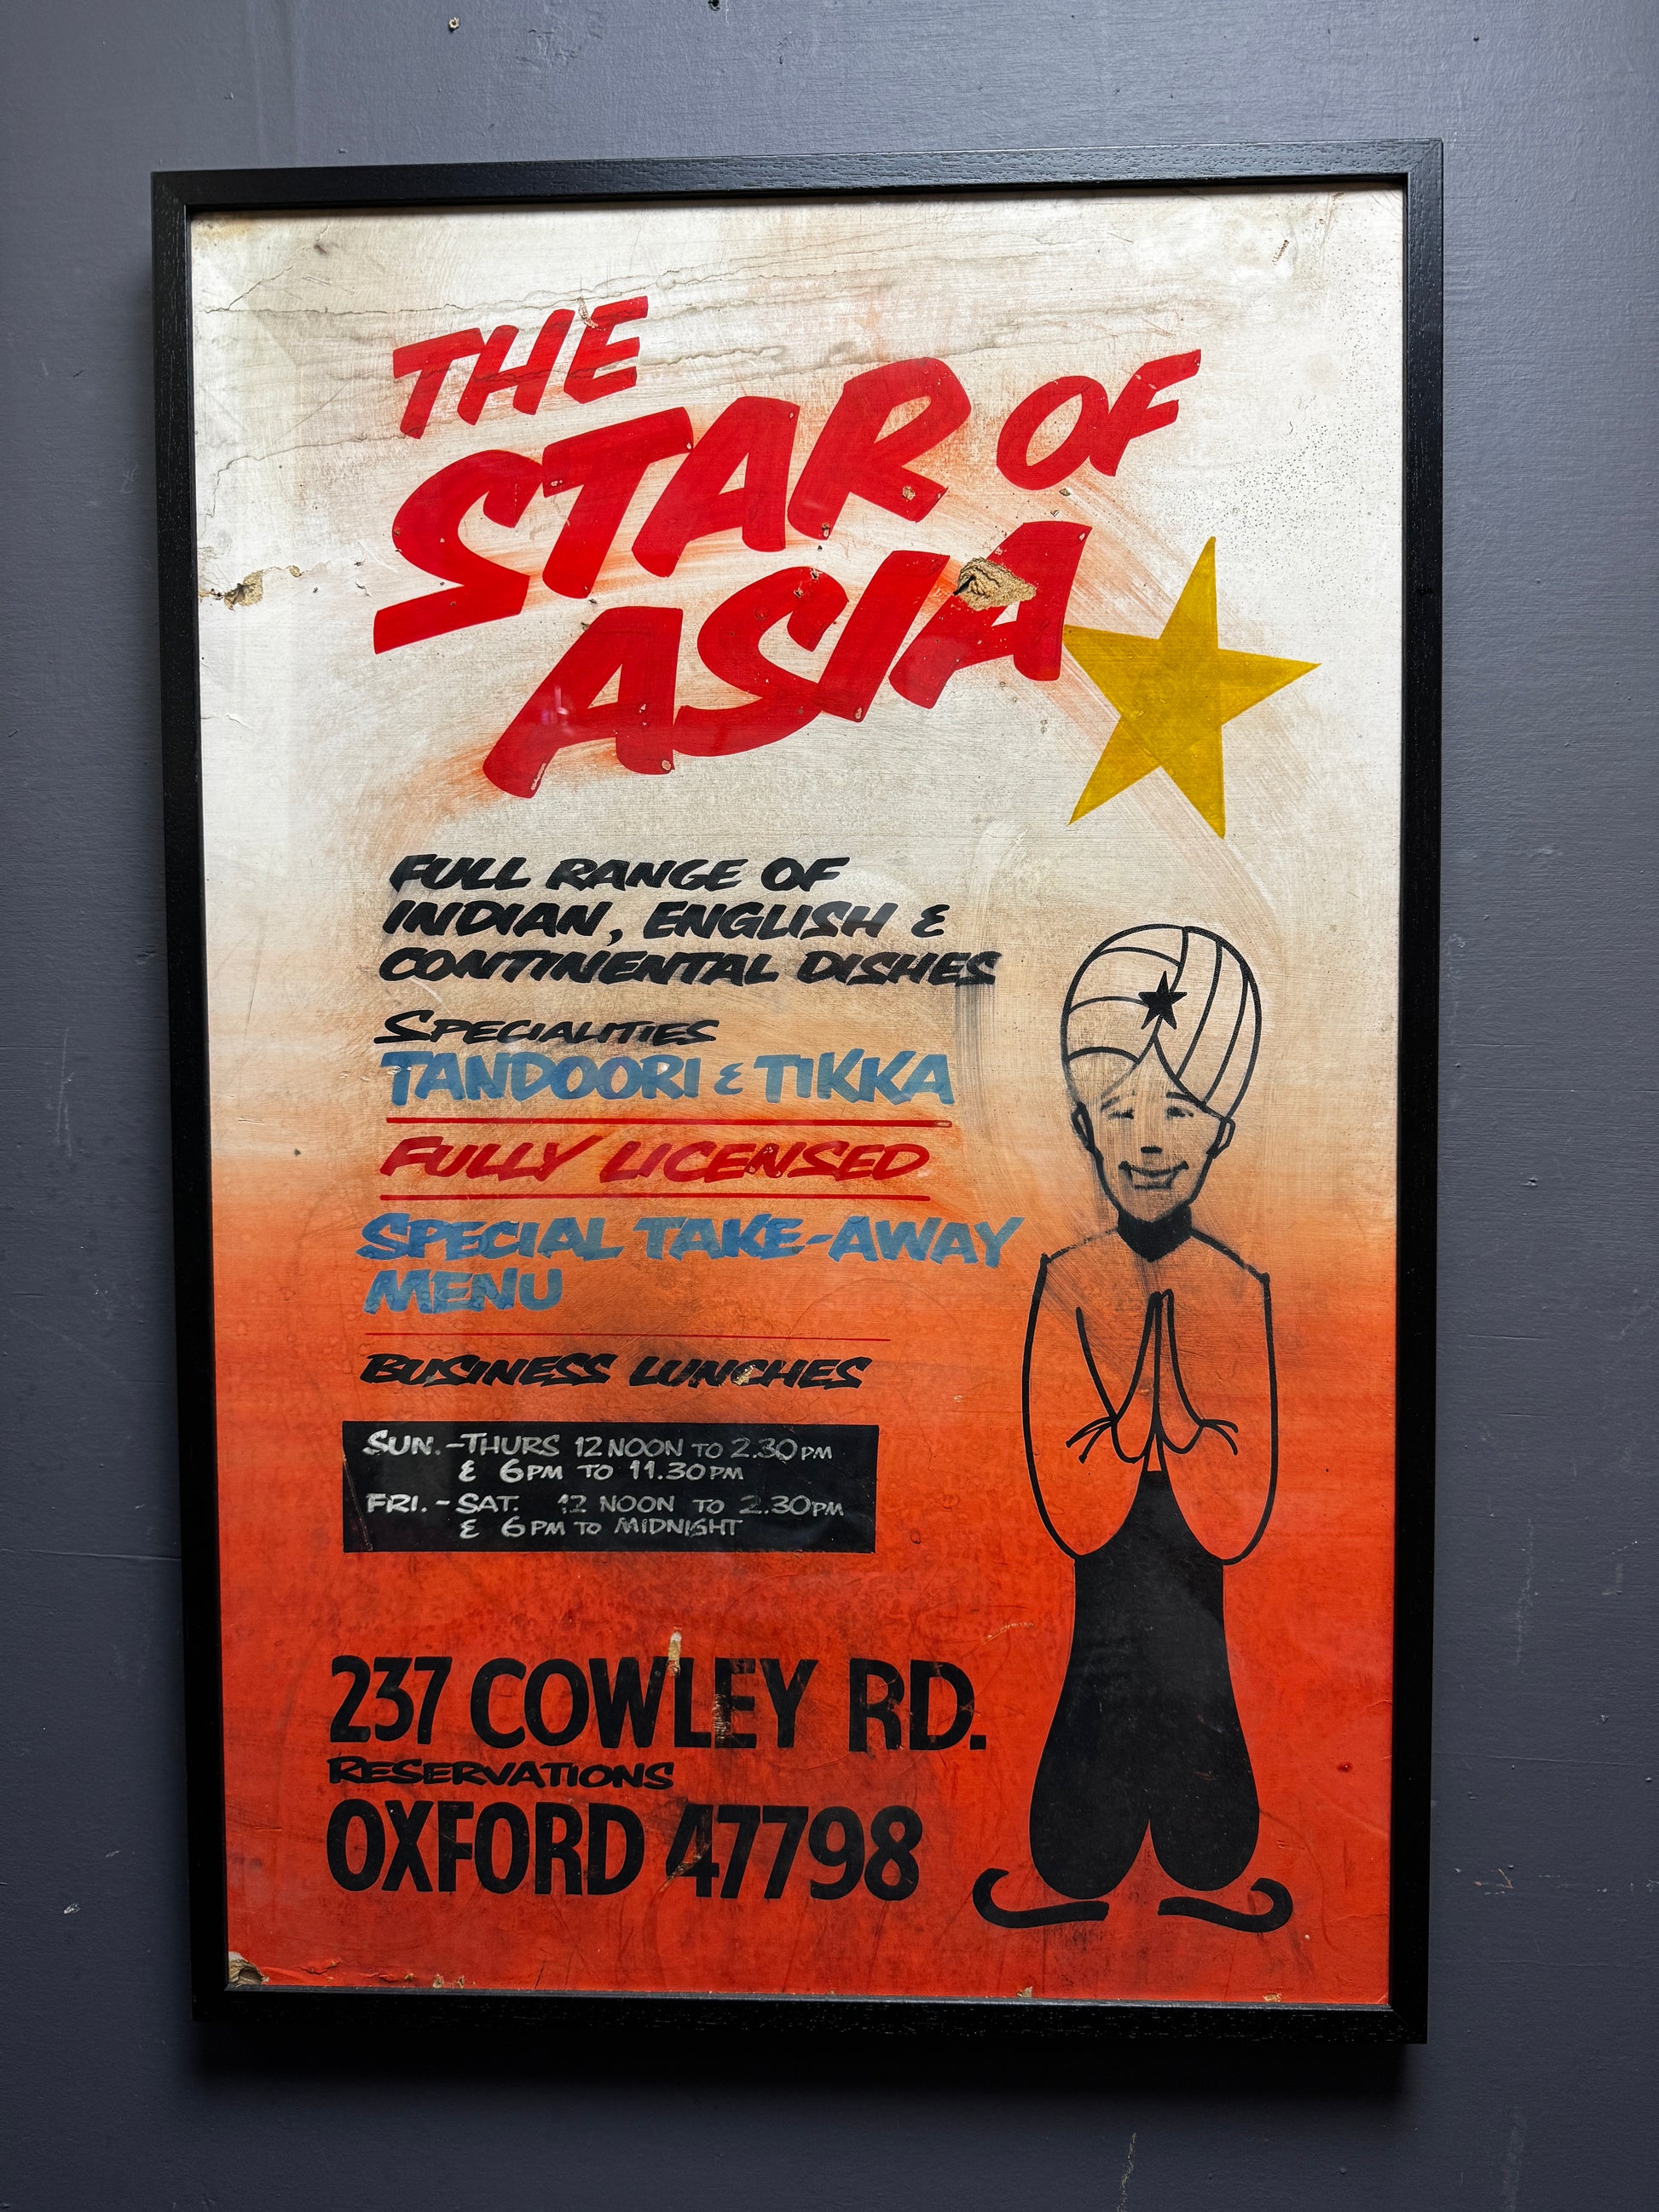 THE
STAR OF
ASIA
FULL RANGE OF
INDIAN, ENGLISH &
CONTINENTAL DISHES
SPECIALITIES
TANDOORI & TIKKA
FULLY LICENSED
SPECIAL TAKE-AWAY
MENU
BUSINESS LUNCHES
SUN.-THURS 12 NOON TO 2.30PM
& 6PM TO 11.30PM
FRI.-SAT. 12 NOON TO 2.30PM
& 6PM TO MIDNIGHT
237 COWLEY RD.
RESERVATIONS
OXFORD 47798